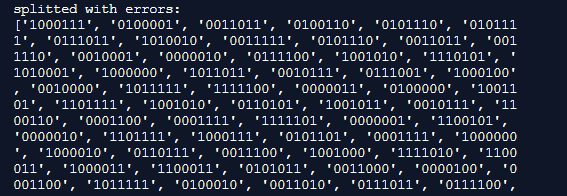 splitted with errors:
['1000111', '0100001', '0011011', '0100110', '0101110', '010111
1', '0111011', '1010010', '0011111', '0101110', '0011011', '001
1110', '0010001', '0000010', '0111100', '1001010', '1110101', '
1010001', '1000000', '1011011', '0010111', '0111001', '1000100'
, '0010000', '1011111', '1111100', '0000011', '0100000', '10011
01', '1101111', '1001010', '0110101', '1001011', '0010111', '11
00110', '0001100', '0001111', '1111101', '0000001', '1100101',
'0000010', '1101111', '1000111', '0101101', '0001111', '1000000
', '1000010', '0110111', '0011100', '1001000', '1111010', '1100
011', '1000011', '1100011', '0101011', '0011000', '0000100', '0
001100', '1011111', '0100010', '0011010', '0111011', '0111100',